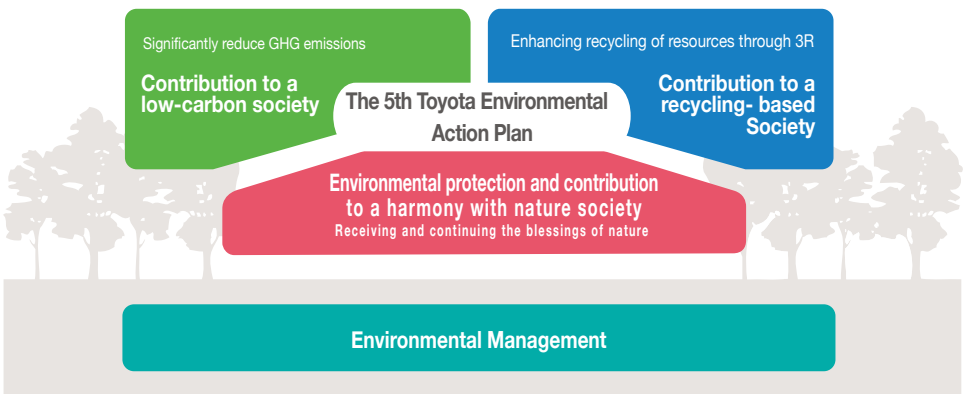 Significantly reduce GHG emissions
Contribution to a
low-carbon society
Enhancing recycling of resources through 3R
Contribution to a
recycling- based
Society
The 5th Toyota Environmental
Action Plan
Environmental protection and contribution
to a harmony with nature society
Receiving and continuing the blessings of nature
Environmental Management